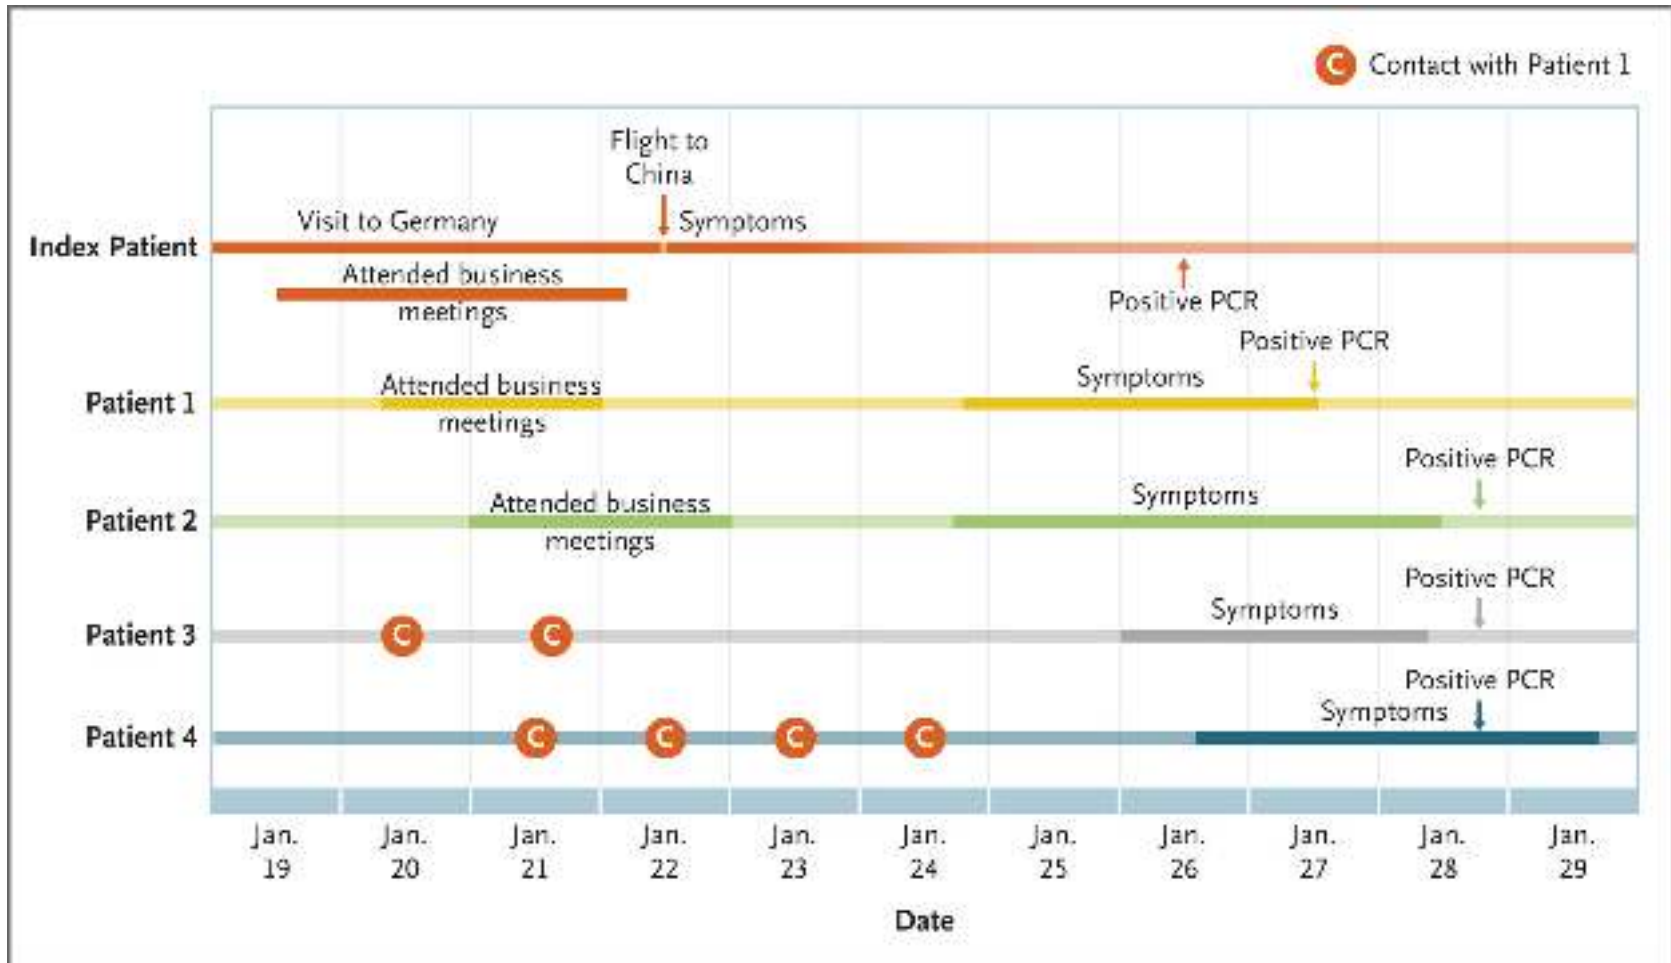 C Contact with Patient 1
Flight to
China
Visit to Germany
Symptoms
Index Patient
Attended business
meetings
Positive PCR
Positive PCR
Attended business
Symptoms
Patient 1
meetings
Positive PCR
Attended business
Symptoms
Patient 2
meetings
Positive PCR
Symptoms
Patient 3 C C
Positive PCR
Symptoms
Patient 4 C C C C
Jan. Jan. Jan. Jan. Jan. Jan. Jan. Jan. Jan. Jan. Jan.
19 20 21 22 23 24 25 26 27 28 29
Date